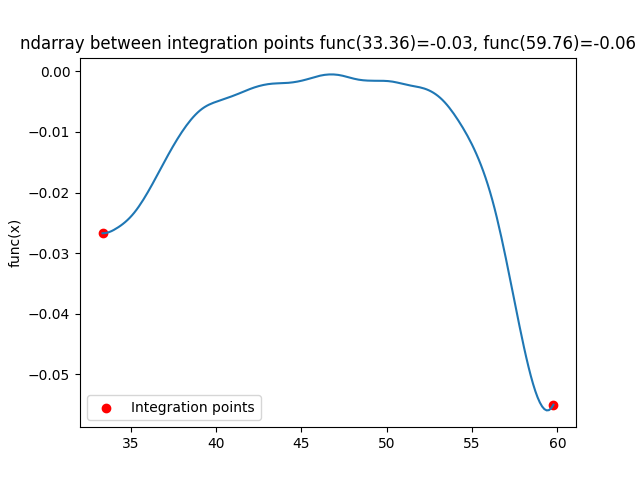 ndarray between integration points func(33.36)=-0.03, func(59.76)=-0.06
0.00
−0.01
−0.02
−0.03
−0.04
−0.05
func(x)
Integration points
35 40 45 50 55 60